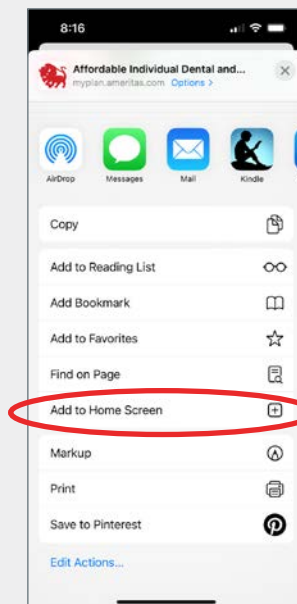 8:16
Affordable Individual Dental and...
myplan.ameritas.com Options >
AirDrop Messages Mail Kindle
Copy
Add to Reading List
Add Bookmark
Add to Favorites
Find on Page
Add to Home Screen
Markup
Print
Save to Pinterest
Edit Actions...